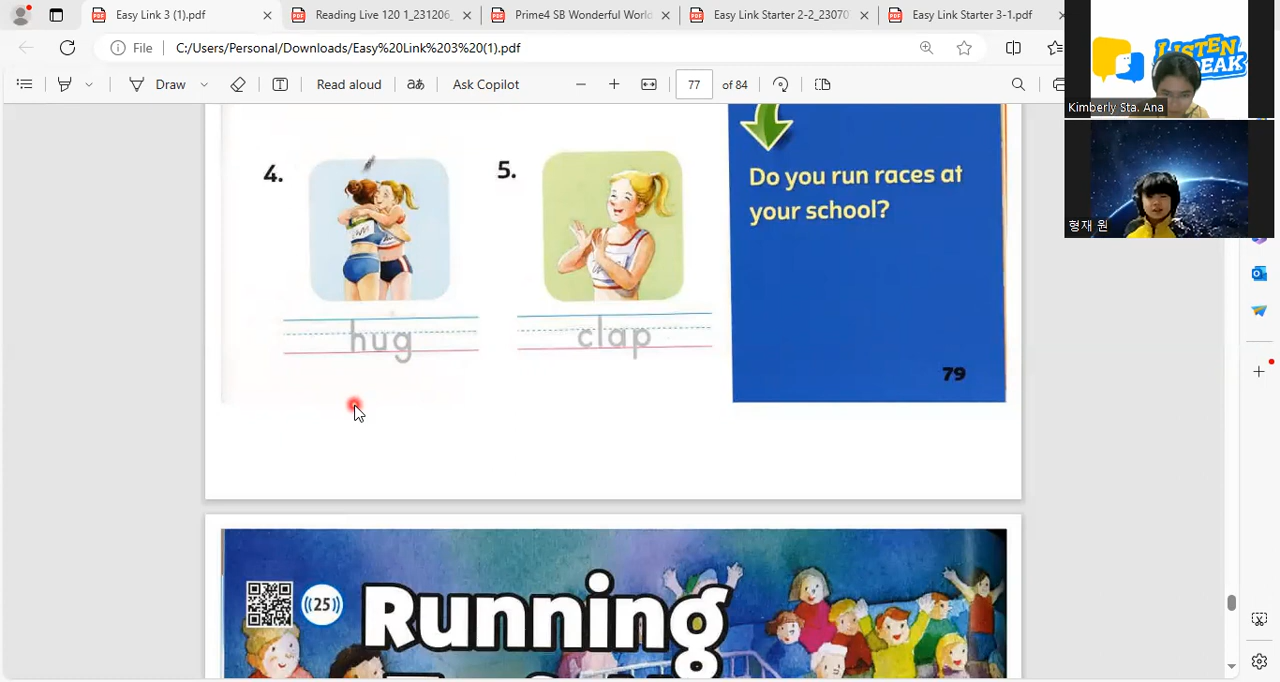 Easy Link 3 (1).pdf
Reading Live 120 1_231206_
Prime4 SB Wonderful World
Easy Link Starter 2-2_23070
Easy Link Starter 3-1.pdf
File
C:/Users/Personal/Downloads/Easy%20Link%203%20(1).pdf
Draw
Read aloud
aあ
Ask Copilot
77
of 84
LISTEN
SPEAK
Kimberly Sta. Ana
형재 원
4.
5.
hug
clap
Do you run races at
your school?
79
((25))
Running